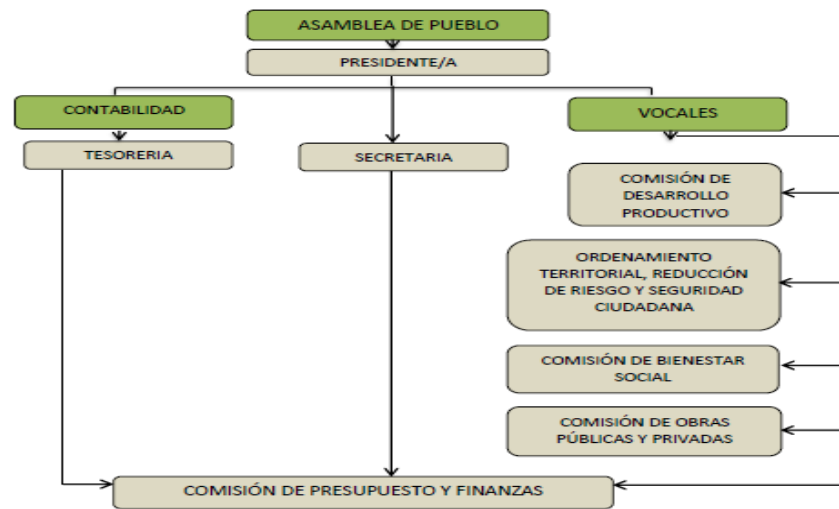 ASAMBLEA DE PUEBLO
PRESIDENTE/A
CONTABILIDAD
VOCALES
TESORERIA
SECRETARIA
COMISIÓN DE
DESARROLLO
PRODUCTIVO
ORDENAMIENTO
TERRITORIAL, REDUCCIÓN
DE RIESGO Y SEGURIDAD
CIUDADANA
COMISIÓN DE BIENESTAR
SOCIAL
COMISIÓN DE OBRAS
PÚBLICAS Y PRIVADAS
COMISIÓN DE PRESUPUESTO Y FINANZAS